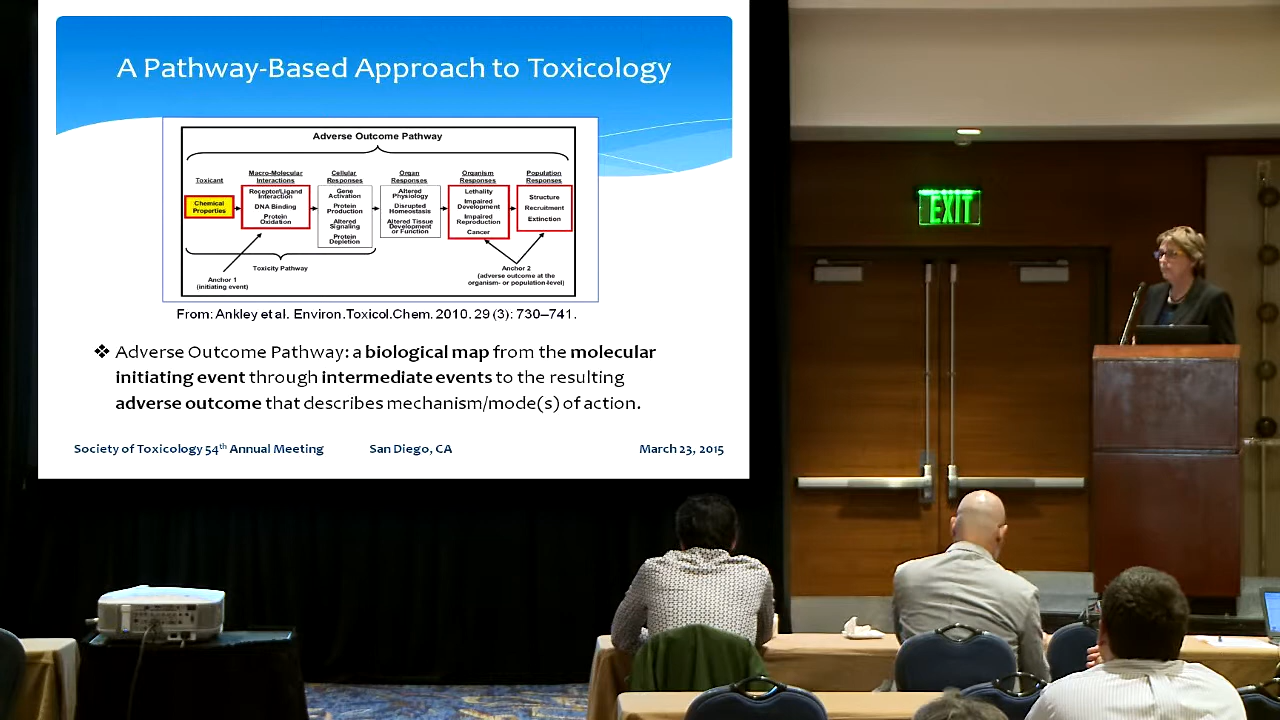 A Pathway-Based Approach to Toxicology
Adverse Outcome Pathway
Toxicant
Chemical
Properties
Macro-Molecular
Interactions
Receptor/Ligand
Interaction
DNA Binding
Protein
Oxidation
Cellular
Responses
Gene
Activation
Protein
Production
Altered
Signaling
Protein
Depletion
Organ
Responses
Altered
Physiology
Disrupted
Homeostasis
Altered Tissue
Development
or Function
Organism
Responses
Lethality
Impaired
Development
Impaired
Reproduction
Cancer
Population
Responses
Structure
Recruitment
Extinction
Toxicity Pathway
Anchor 1
(initiating event)
Anchor 2
(adverse outcome at the
organism- or population-level)
From: Ankley et al. Environ.Toxicol.Chem. 2010. 29 (3): 730–741.
❖ Adverse Outcome Pathway: a biological map from the molecular
initiating event through intermediate events to the resulting
adverse outcome that describes mechanism/mode(s) of action.
Society of Toxicology 54th Annual Meeting San Diego, CA March 23, 2015
EXIT